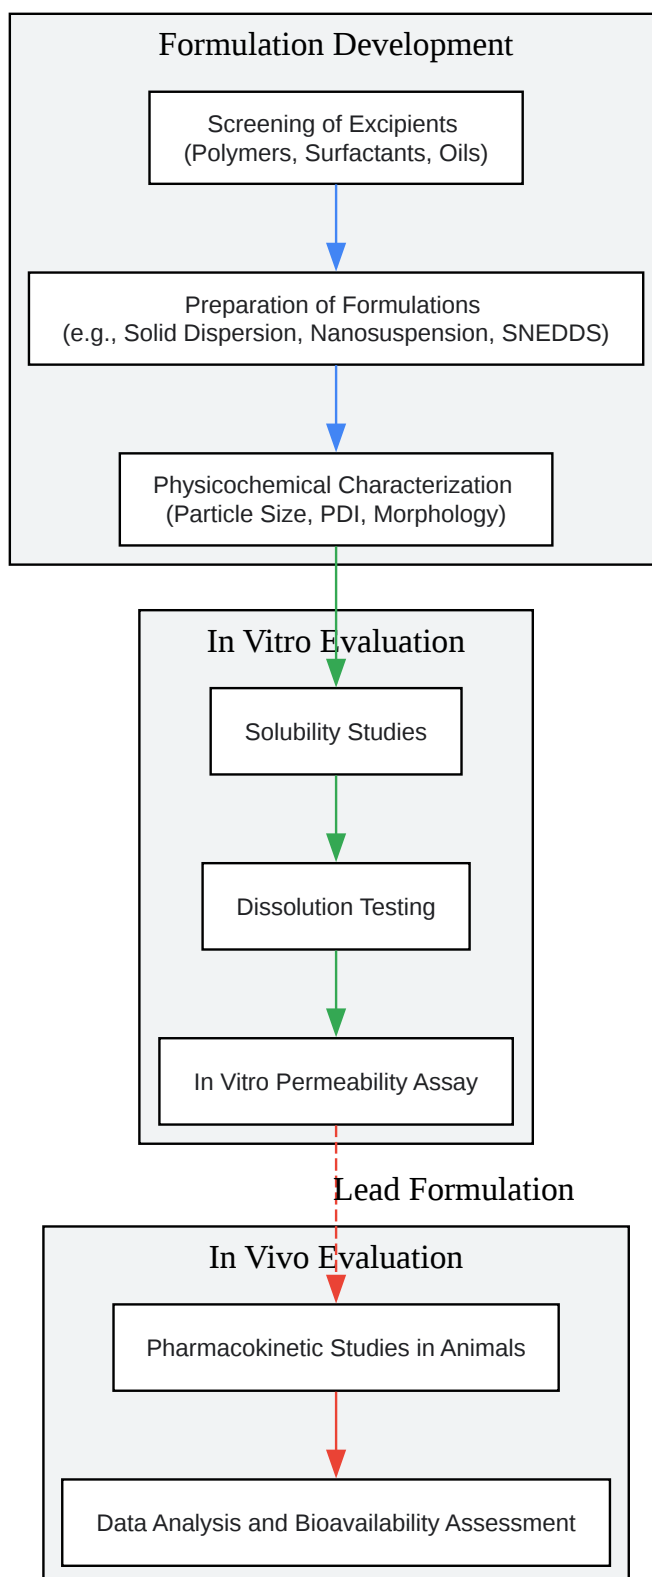 Formulation Development
Screening of Excipients
(Polymers, Surfactants, Oils)
Preparation of Formulations
(e.g., Solid Dispersion, Nanosuspension, SNEDDS)
Physicochemical Characterization
(Particle Size, PDI, Morphology)
In Vitro Evaluation
Solubility Studies
Dissolution Testing
In Vitro Permeability Assay
Lead Formulation
In Vivo Evaluation
Pharmacokinetic Studies in Animals
Data Analysis and Bioavailability Assessment